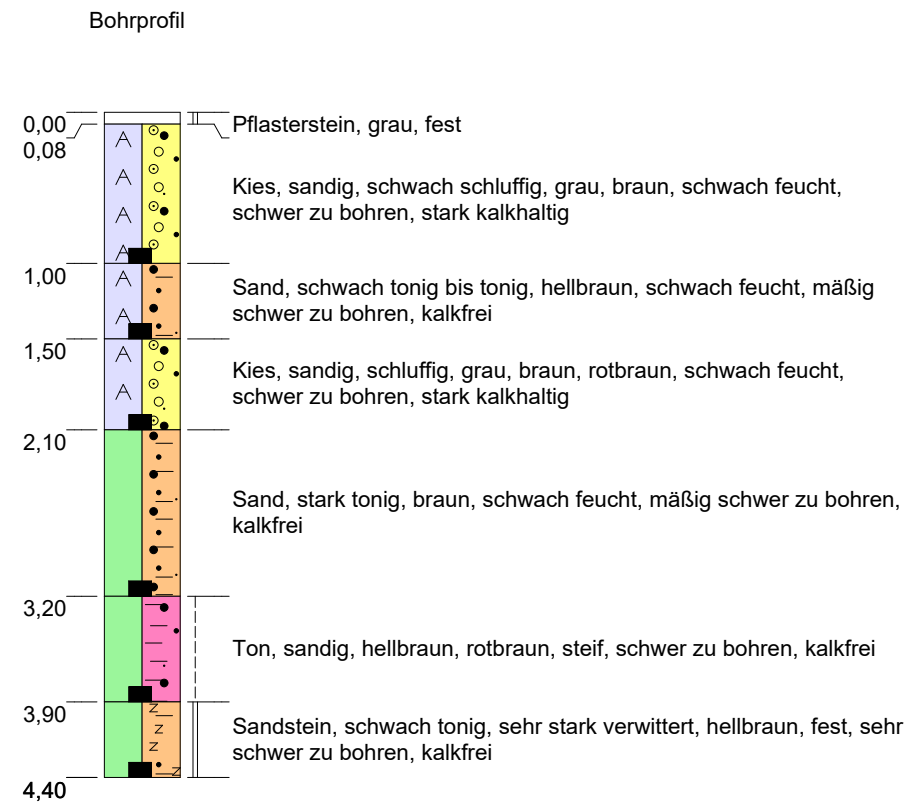 Bohrprofil
0,00
Pflasterstein, grau, fest
0,08
Kies, sandig, schwach schluffig, grau, braun, schwach feucht,
schwer zu bohren, stark kalkhaltig
1,00
Sand, schwach tonig bis tonig, hellbraun, schwach feucht, mäßig
schwer zu bohren, kalkfrei
1,50
Kies, sandig, schluffig, grau, braun, rotbraun, schwach feucht,
schwer zu bohren, stark kalkhaltig
2,10
Sand, stark tonig, braun, schwach feucht, mäßig schwer zu bohren,
kalkfrei
3,20
Ton, sandig, hellbraun, rotbraun, steif, schwer zu bohren, kalkfrei
3,90
Sandstein, schwach tonig, sehr stark verwittert, hellbraun, fest, sehr
schwer zu bohren, kalkfrei
4,40